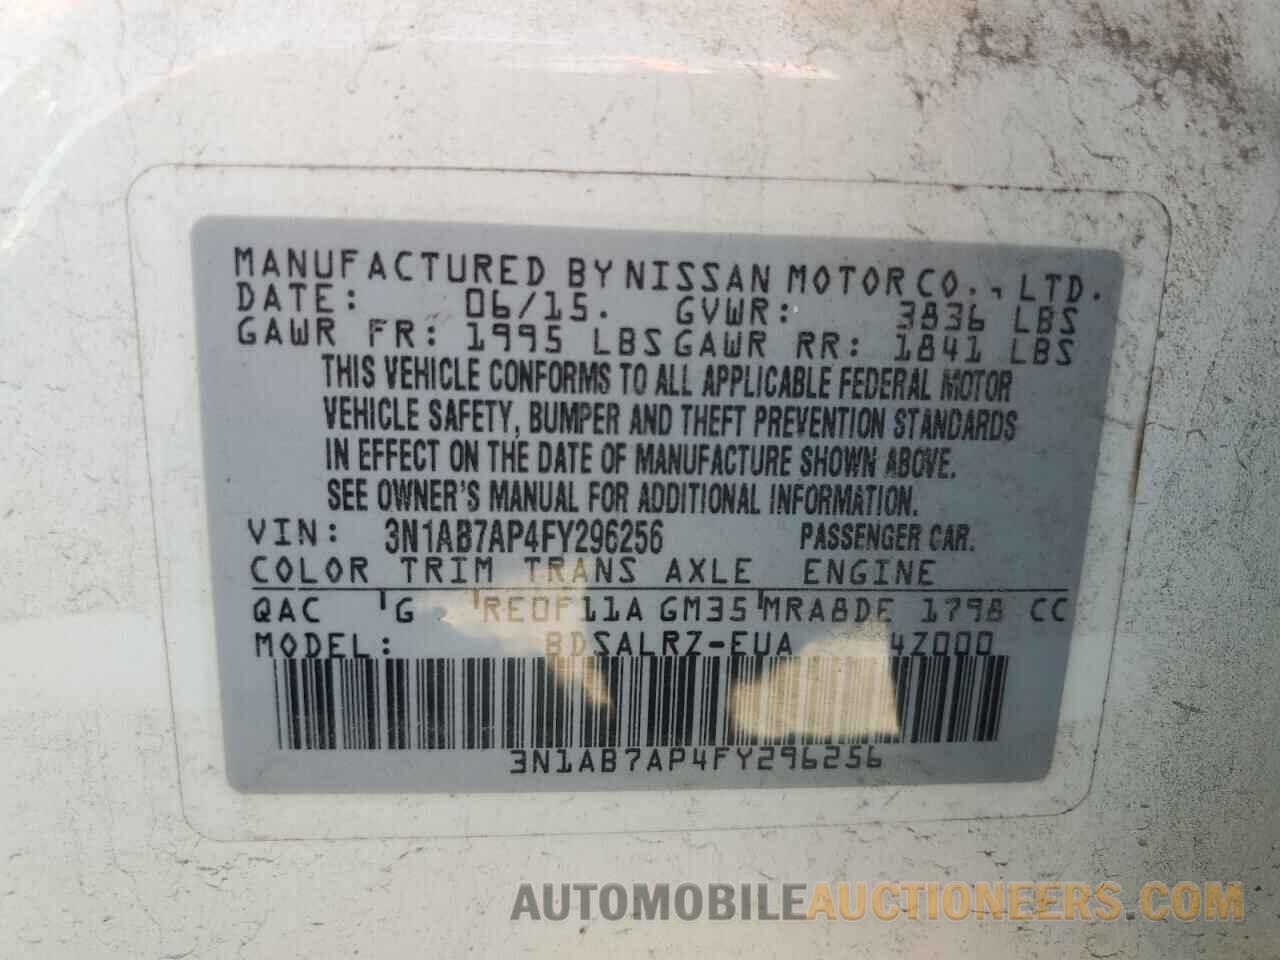 MANUFACTURED BY NISSAN MOTOR CO., LTD.
DATE: 06/15. GVWR: 3836 LBS
GAWR FR: 1995 LBS GAWR RR: 1841 LBS
THIS VEHICLE CONFORMS TO ALL APPLICABLE FEDERAL MOTOR
VEHICLE SAFETY, BUMPER AND THEFT PREVENTION STANDARDS
IN EFFECT ON THE DATE OF MANUFACTURE SHOWN ABOVE.
SEE OWNER'S MANUAL FOR ADDITIONAL INFORMATION.
VIN: 3N1AB7AP4FY296256 PASSENGER CAR.
COLOR TRIM TRANS AXLE ENGINE
QAC G RE0F11A GM35 MRA8DE 1798 CC
MODEL: BDSALRZ-EUA 4Z000
3N1AB7AP4FY296256
AUTOMOBILEAUCTIONEERS.COM